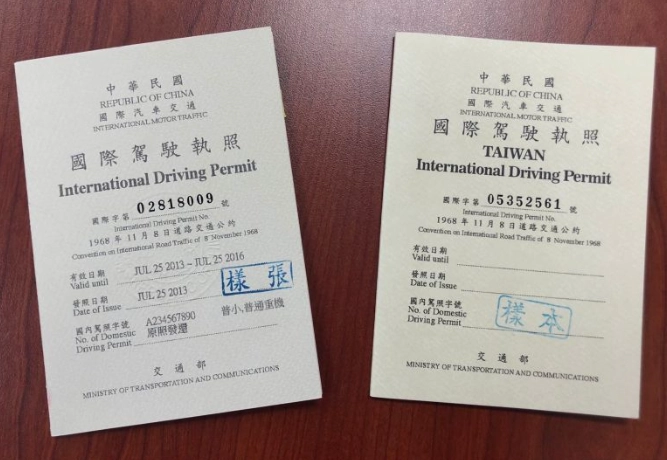 中華民國
REPUBLIC OF CHINA
國際汽車交通
INTERNATIONAL MOTOR TRAFFIC
國際駕駛執照
International Driving Permit
國際字第 02818009 號
International Driving Permit No.
1968 年 11 月 8 日道路交通公約
Convention on International Road Traffic of 8 November 1968
有效日期
Valid until JUL 25 2013 ~ JUL 25 2016
發照日期
Date of Issue JUL 25 2013
樣張
國內駕照字號
No. of Domestic
Driving Permit
A234567890 普小,普通重機
原照發還
交通部
MINISTRY OF TRANSPORTATION AND COMMUNICATIONS
中華民國
REPUBLIC OF CHINA
國際汽車交通
INTERNATIONAL MOTOR TRAFFIC
國際駕駛執照
TAIWAN
International Driving Permit
國際字第 05352561 號
International Driving Permit No.
1968 年 11 月 8 日道路交通公約
Convention on International Road Traffic of 8 November 1968
有效日期
Valid until
發照日期
Date of Issue
國內駕照字號
No. of Domestic
Driving Permit
樣本
交通部
MINISTRY OF TRANSPORTATION AND COMMUNICATIONS